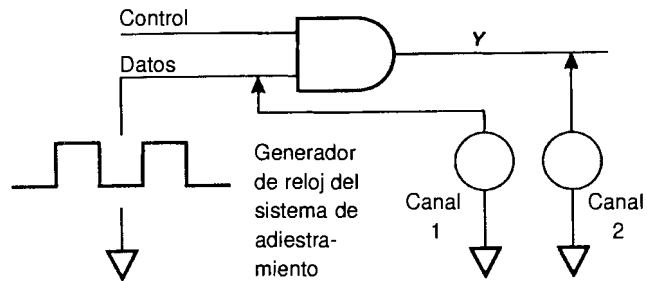 Control
Y
Datos
Generador
de reloj del
sistema de
adiestra-
miento
Canal
1
Canal
2